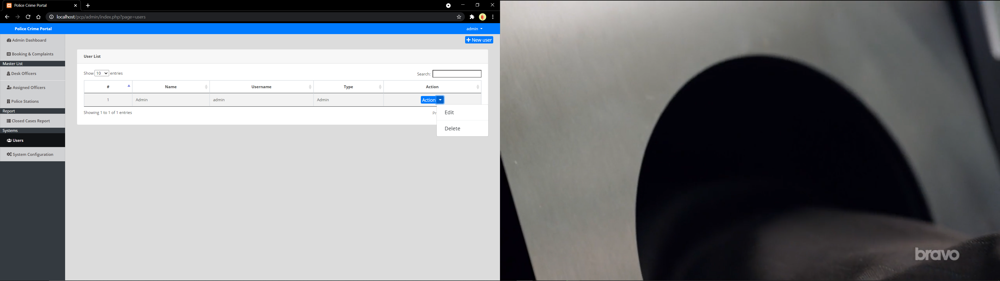 Police Crime Portal
localhost/pcp/admin/index.php?page=users
Police Crime Portal
admin
Admin Dashboard
Booking & Complaints
Master List
Desk Officers
Assigned Officers
Police Stations
Report
Closed Cases Report
Systems
Users
System Configuration
New user
User List
Show 10 entries
Search:
# Name Username Type Action
1 Admin admin Admin Action
Showing 1 to 1 of 1 entries
Edit
Delete
bravo